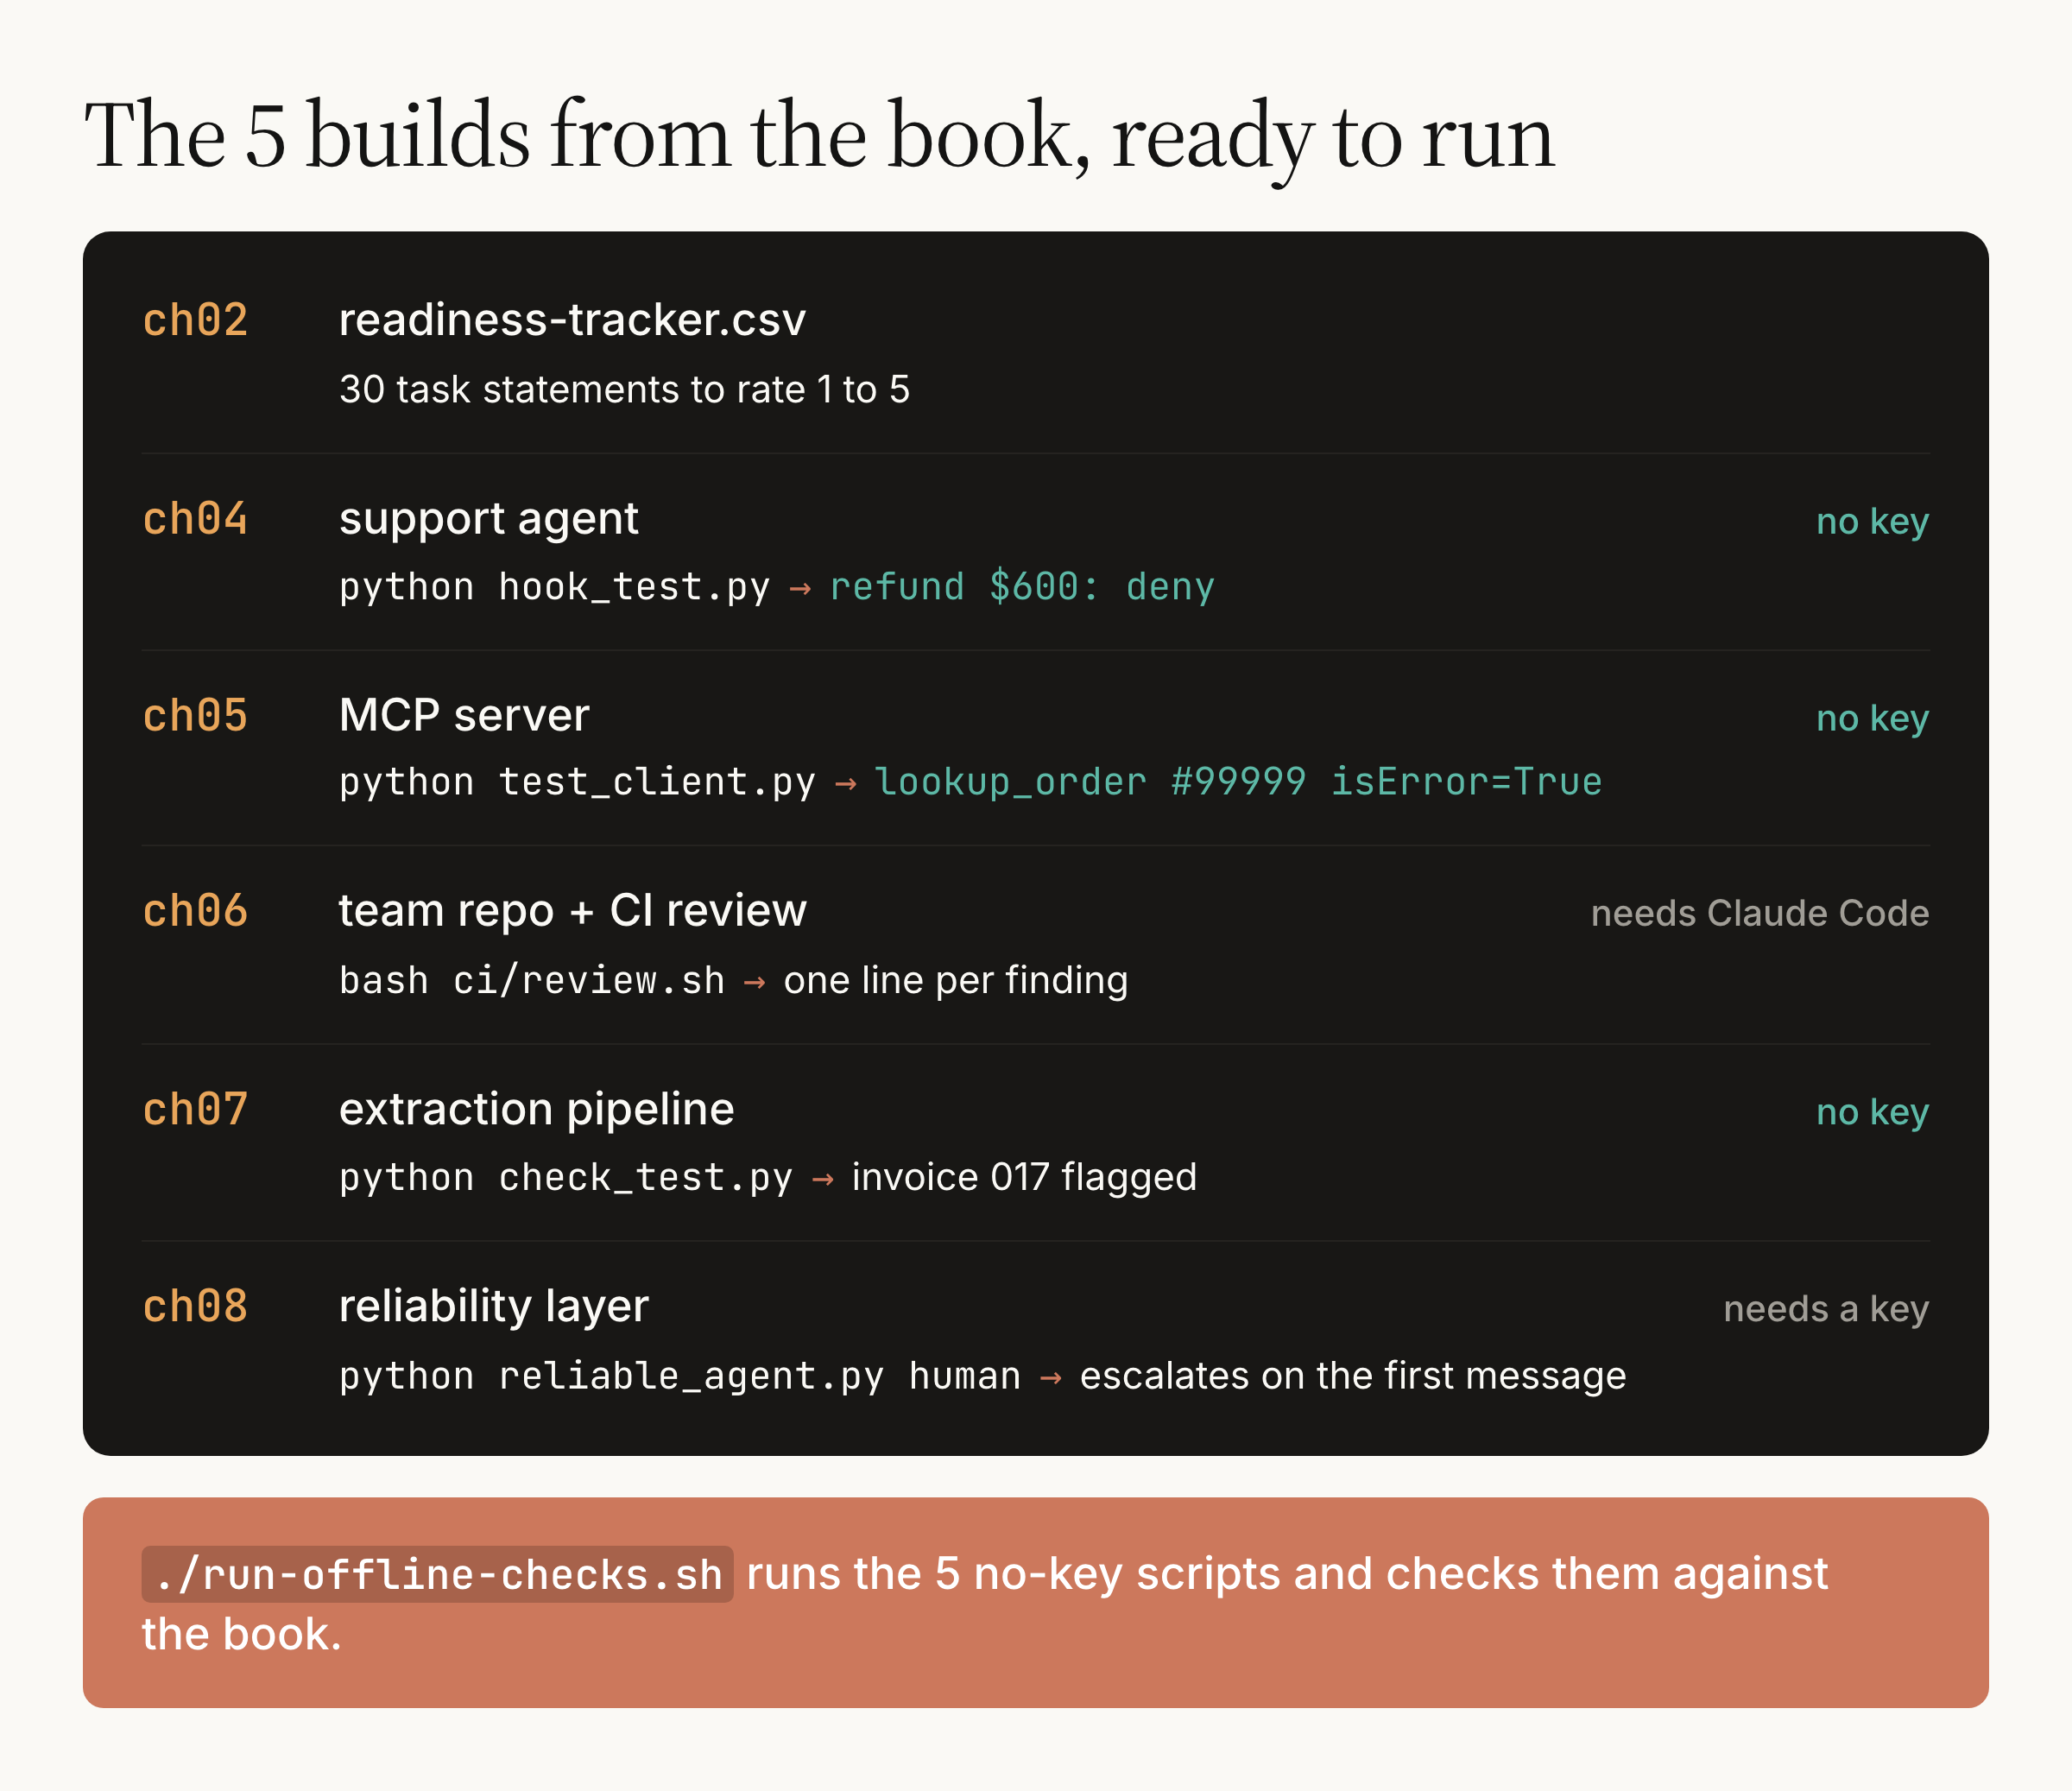 The 5 builds from the book, ready to run
ch02 readiness-tracker.csv
30 task statements to rate 1 to 5
ch04 support agent no key
python hook_test.py → refund $600: deny
ch05 MCP server no key
python test_client.py → lookup_order #99999 isError=True
ch06 team repo + CI review needs Claude Code
bash ci/review.sh → one line per finding
ch07 extraction pipeline no key
python check_test.py → invoice 017 flagged
ch08 reliability layer needs a key
python reliable_agent.py human → escalates on the first message
./run-offline-checks.sh runs the 5 no-key scripts and checks them against
the book.